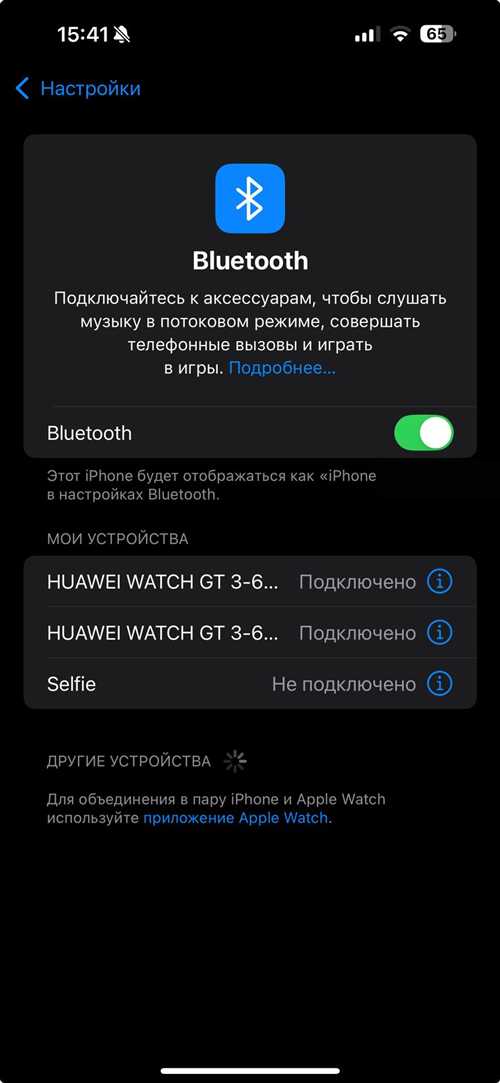 15:41
65
Настройки
Bluetooth
Подключайтесь к аксессуарам, чтобы слушать
музыку в потоковом режиме, совершать
телефонные вызовы и играть
в игры. Подробнее...
Bluetooth
Этот iPhone будет отображаться как «iPhone
в настройках Bluetooth.
МОИ УСТРОЙСТВА
HUAWEI WATCH GT 3-6... Подключено
HUAWEI WATCH GT 3-6... Подключено
Selfie Не подключено
ДРУГИЕ УСТРОЙСТВА
Для объединения в пару iPhone и Apple Watch
используйте приложение Apple Watch.